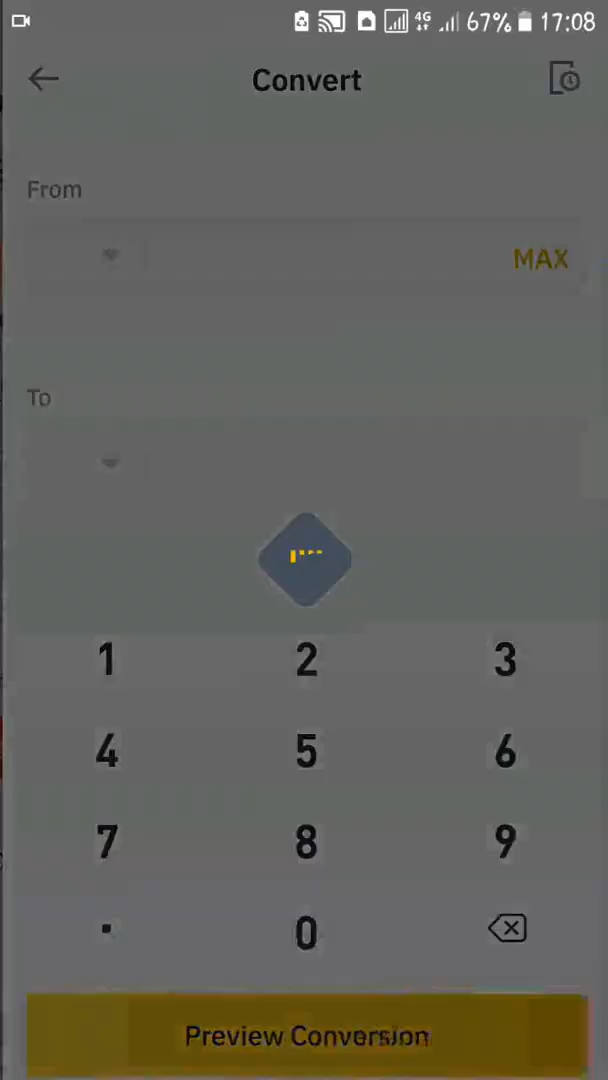 4G 67% 17:08
Convert
From
MAX
To
1 2 3
4 5 6
7 8 9
. 0
Preview Conversion